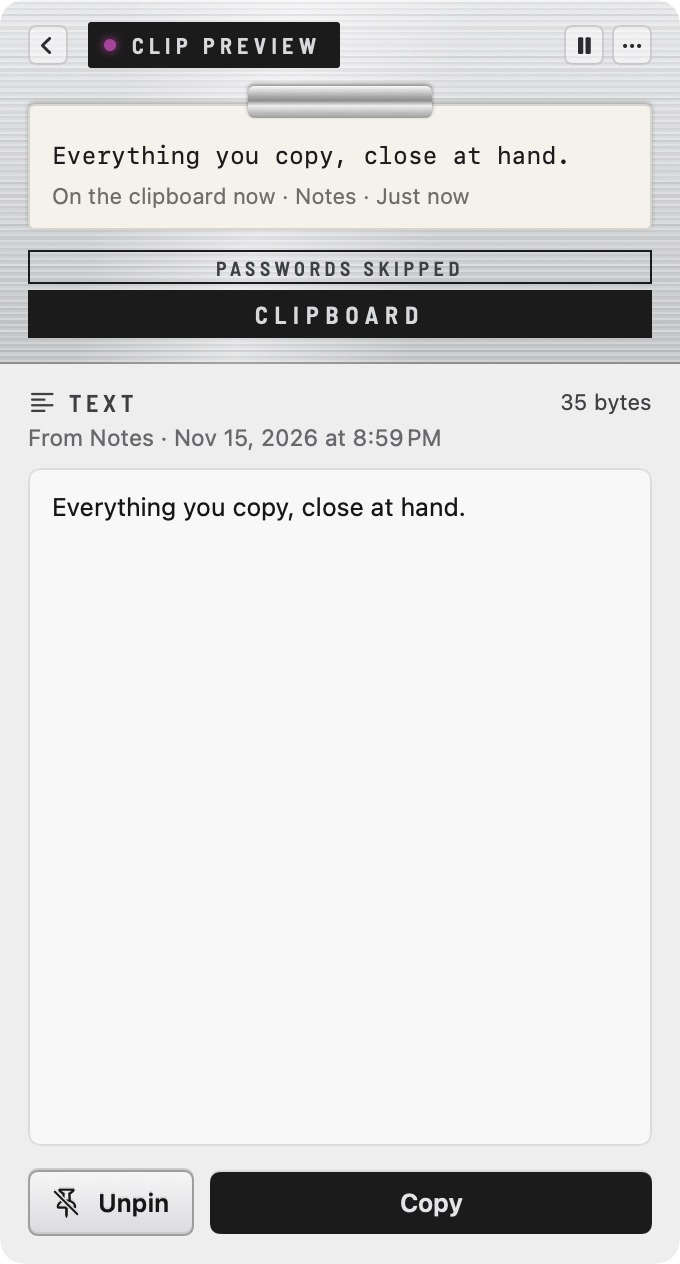 CLIP PREVIEW
Everything you copy, close at hand.
On the clipboard now · Notes · Just now
PASSWORDS SKIPPED
CLIPBOARD
TEXT
35 bytes
From Notes · Nov 15, 2026 at 8:59 PM
Everything you copy, close at hand.
Unpin
Copy